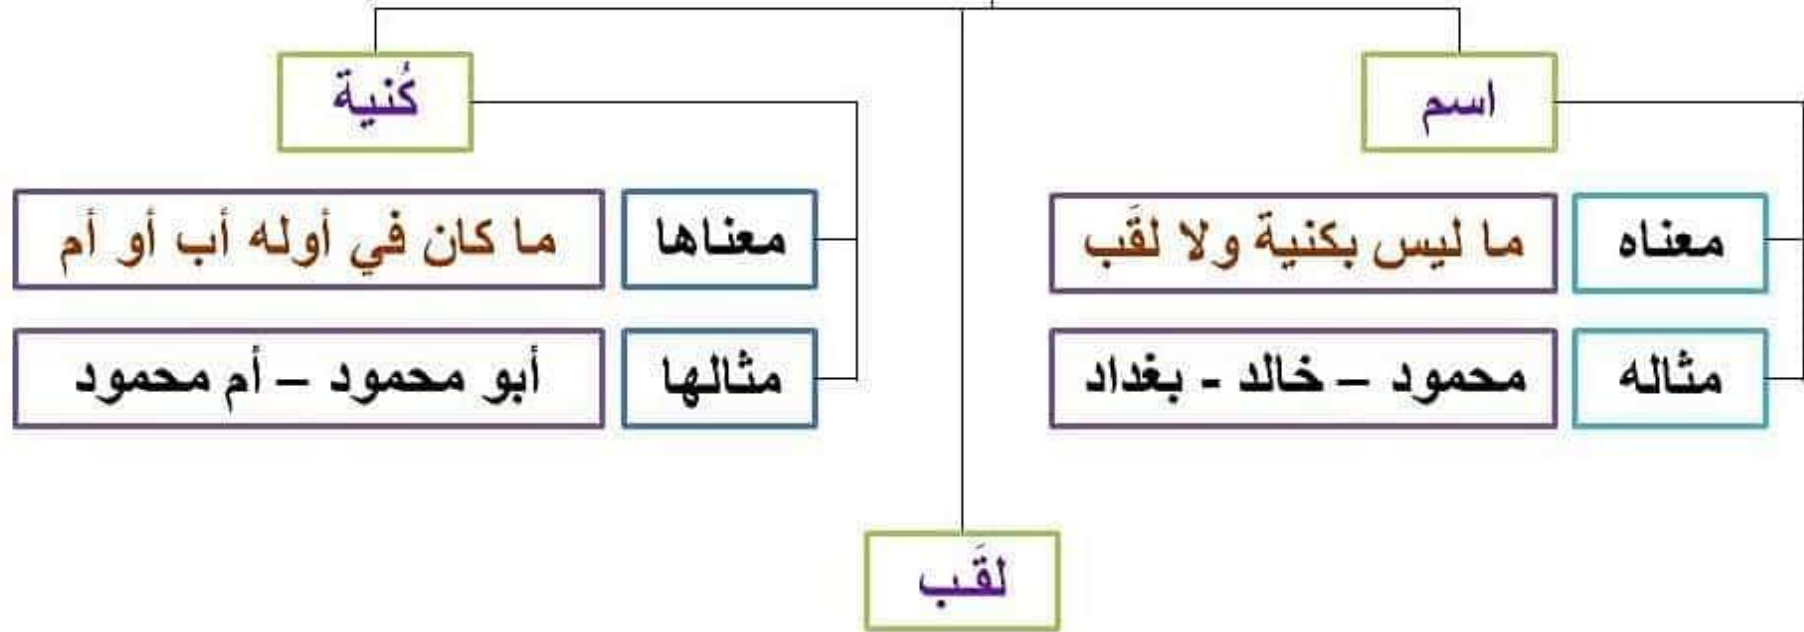 اسم
معناه
ما ليس بكنية ولا لقَب
مثاله
محمود – خالد - بغداد
كُنية
معناها
ما كان في أوله أب أو أم
مثالها
أبو محمود – أم محمود
لقَب